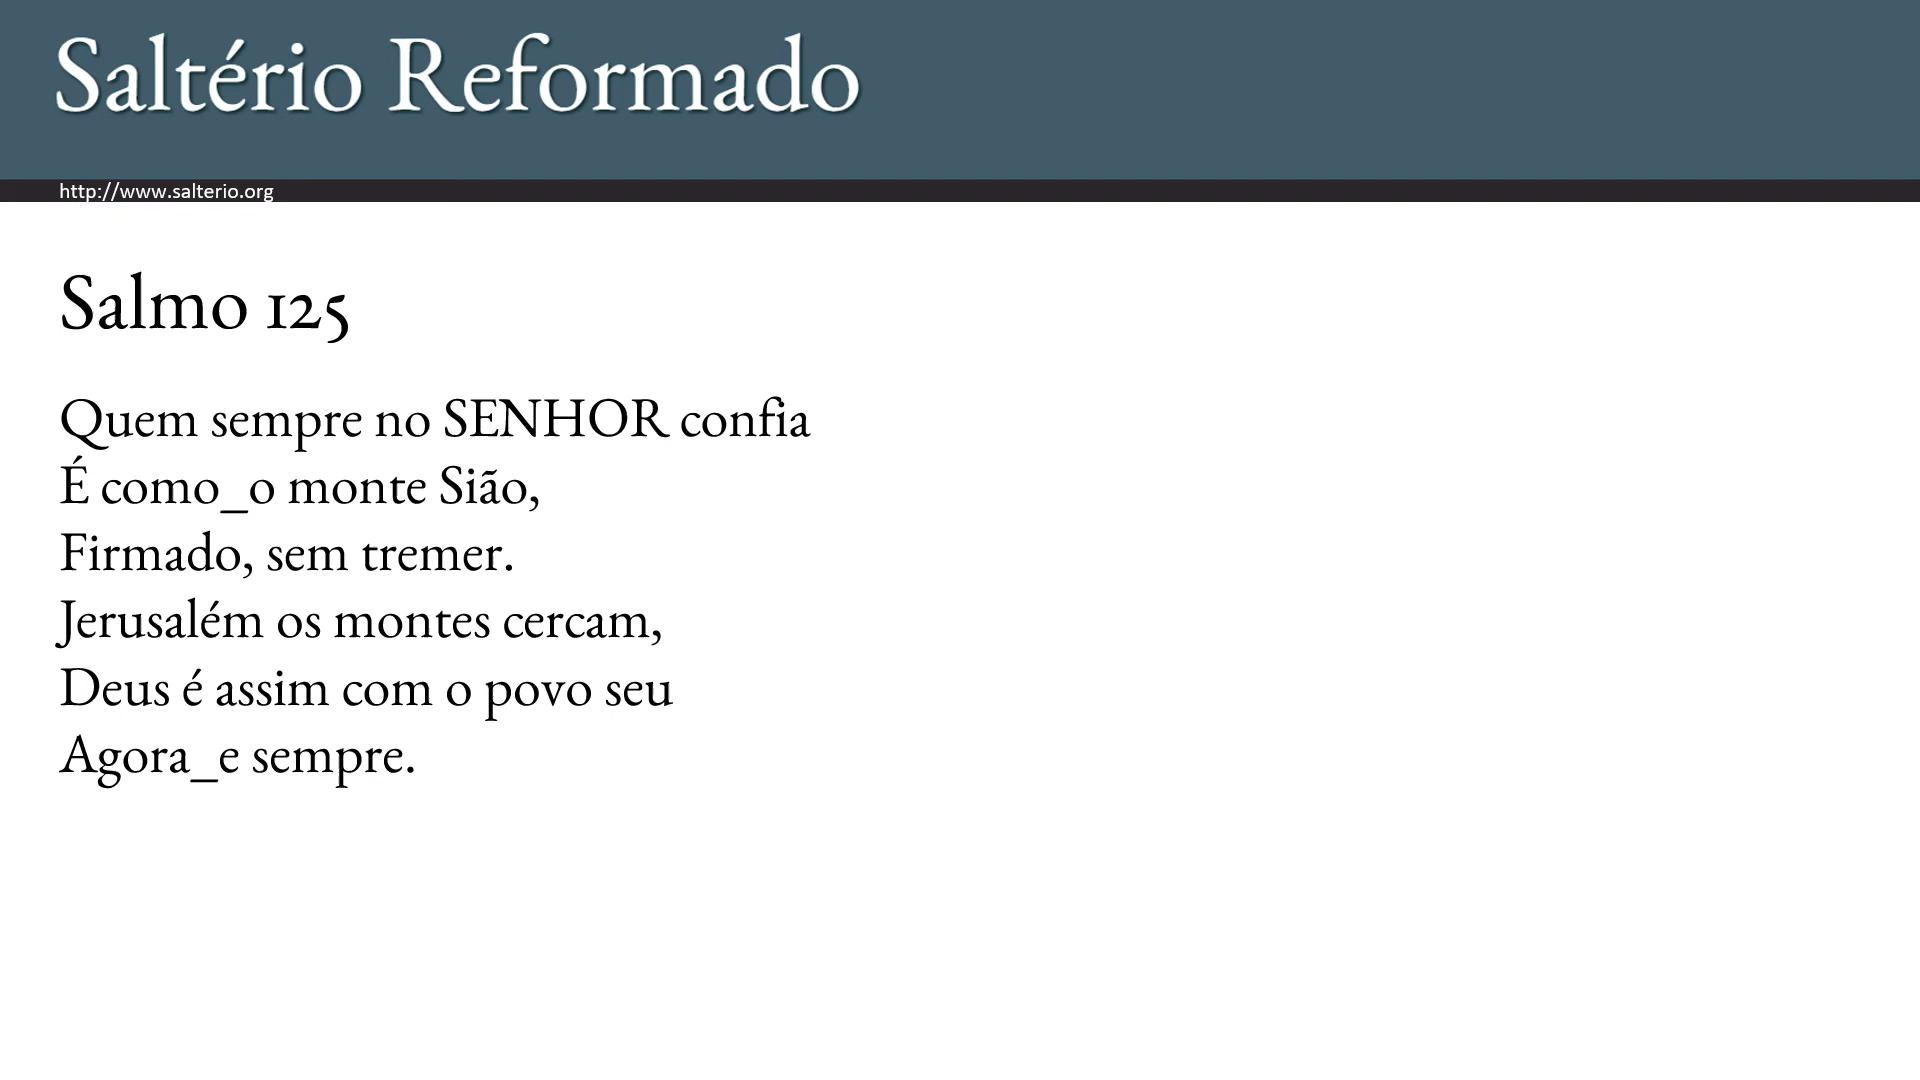 Saltério Reformado
http://www.salterio.org
Salmo 125
Quem sempre no SENHOR confia
É como_o monte Sião,
Firmado, sem tremer.
Jerusalém os montes cercam,
Deus é assim com o povo seu
Agora_e sempre.